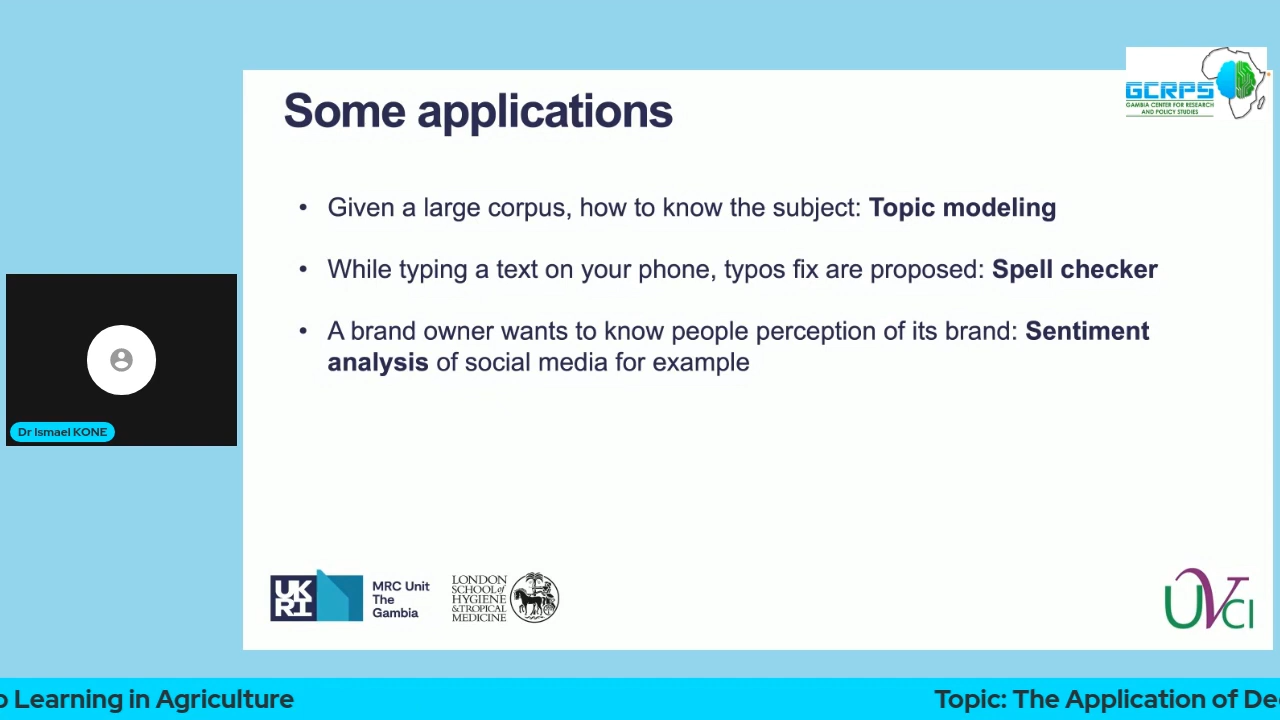 GCRPS
GAMBIA CENTER FOR RESEARCH
AND POLICY STUDIES
Some applications
• Given a large corpus, how to know the subject: Topic modeling
• While typing a text on your phone, typos fix are proposed: Spell checker
• A brand owner wants to know people perception of its brand: Sentiment
analysis of social media for example
Dr Ismael KONE
UK
RI
MRC Unit
The
Gambia
LONDON
SCHOOL of
HYGIENE
& TROPICAL
MEDICINE
UVCI
p Learning in Agriculture
Topic: The Application of De